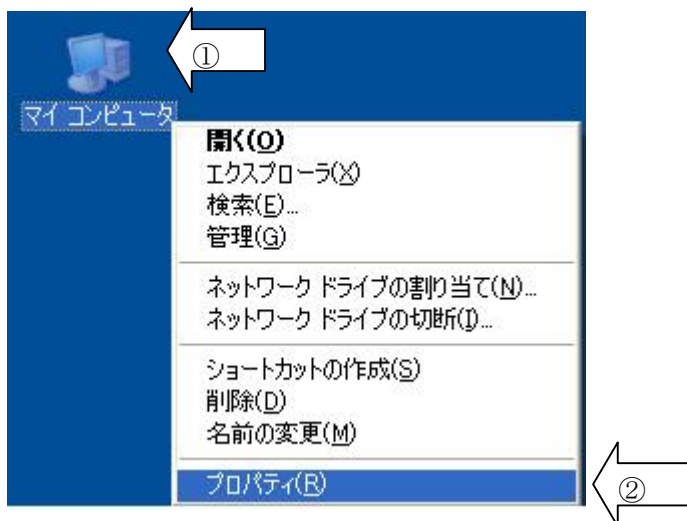 ①
マイ コンピュータ
開く(O)
エクスプローラ(X)
検索(E)...
管理(G)
ネットワーク ドライブの割り当て(N)...
ネットワーク ドライブの切断(I)...
ショートカットの作成(S)
削除(D)
名前の変更(M)
プロパティ(R)
②